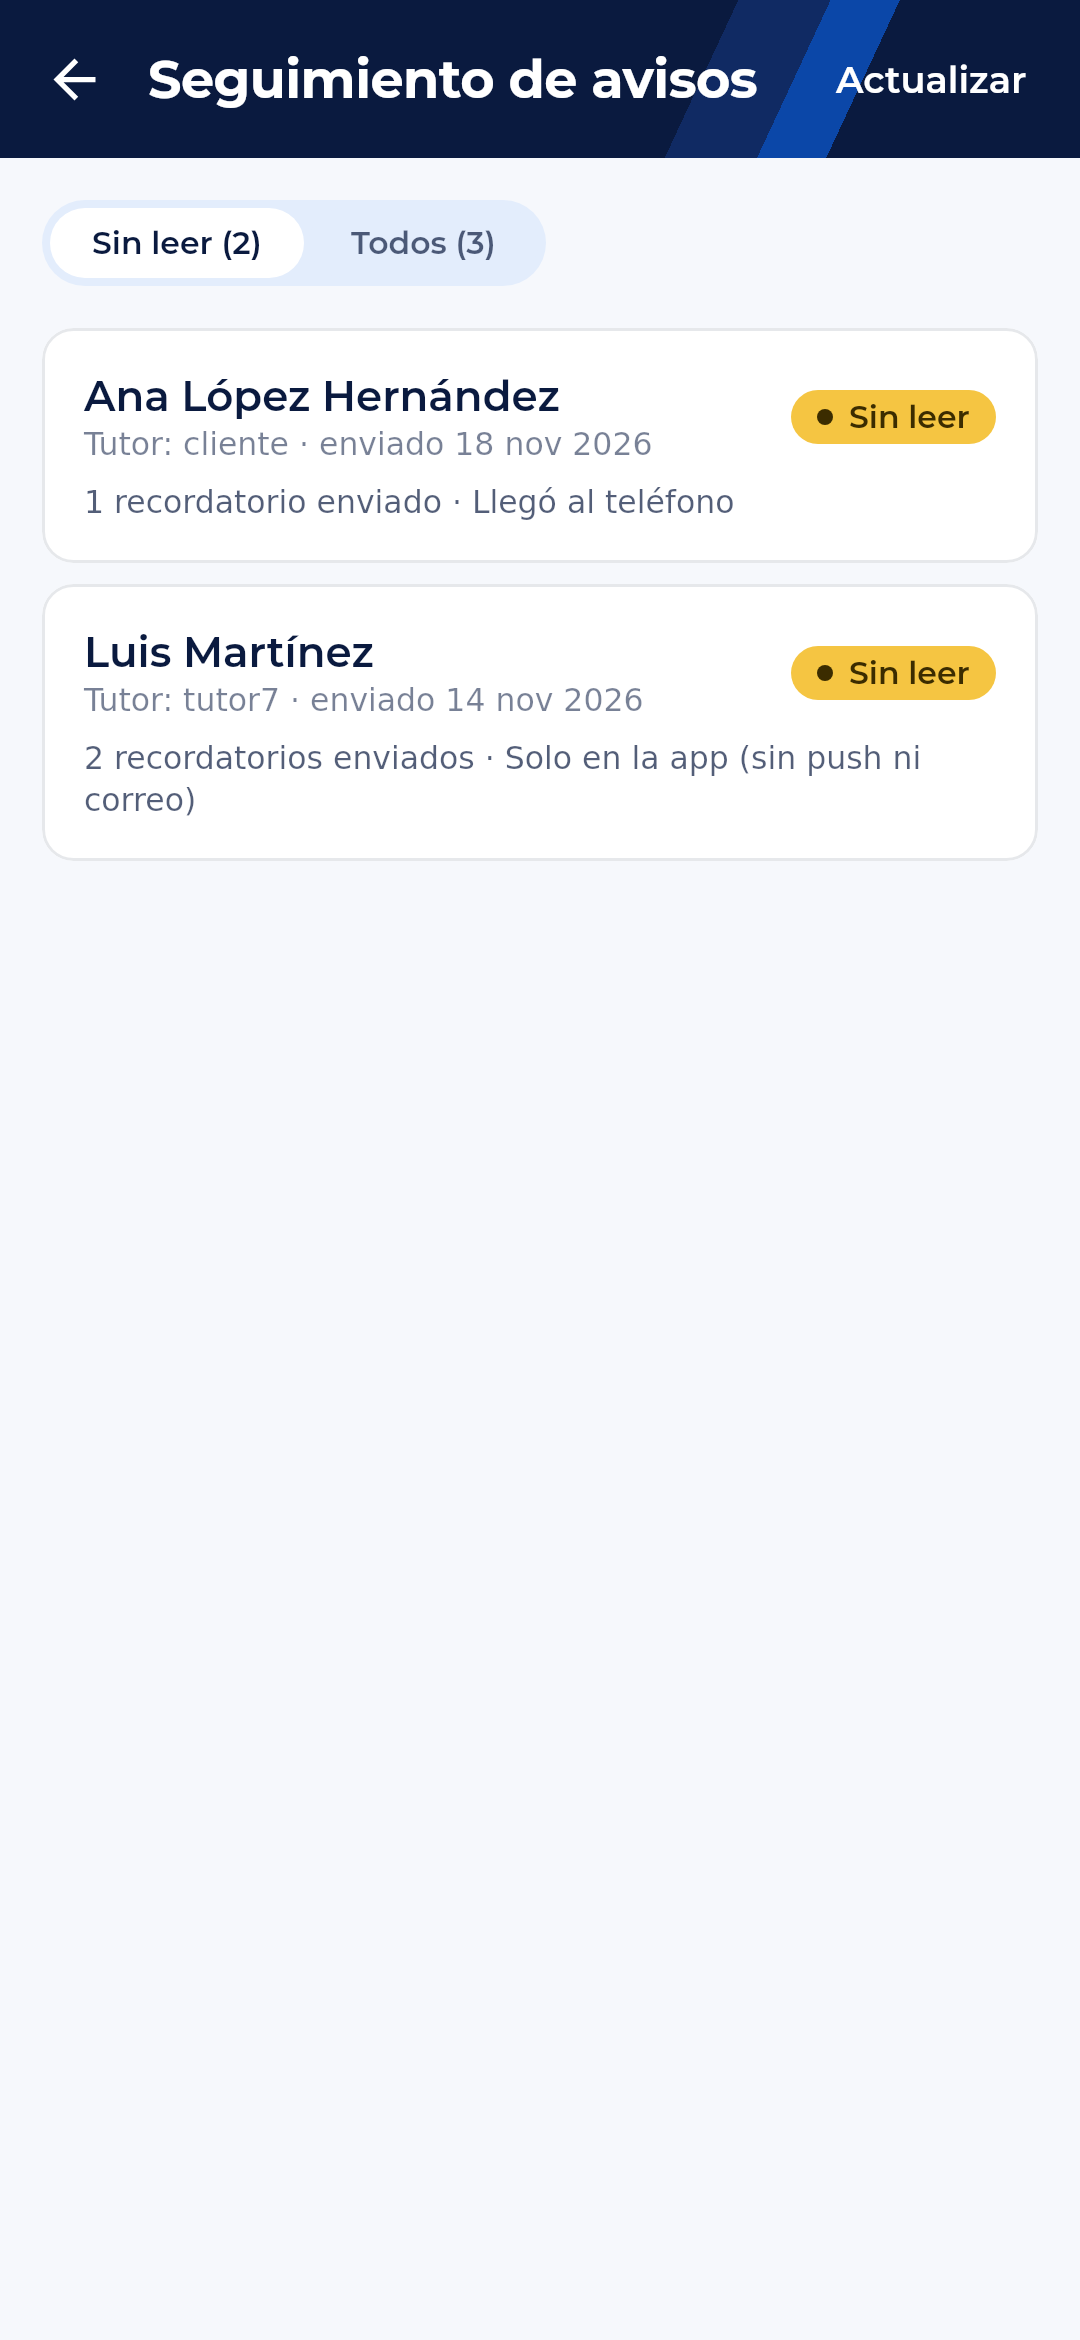 Seguimiento de avisos
Actualizar
Sin leer (2)
Todos (3)
Ana López Hernández
Sin leer
Tutor: cliente · enviado 18 nov 2026
1 recordatorio enviado · Llegó al teléfono
Luis Martínez
Sin leer
Tutor: tutor7 · enviado 14 nov 2026
2 recordatorios enviados · Solo en la app (sin push ni
correo)